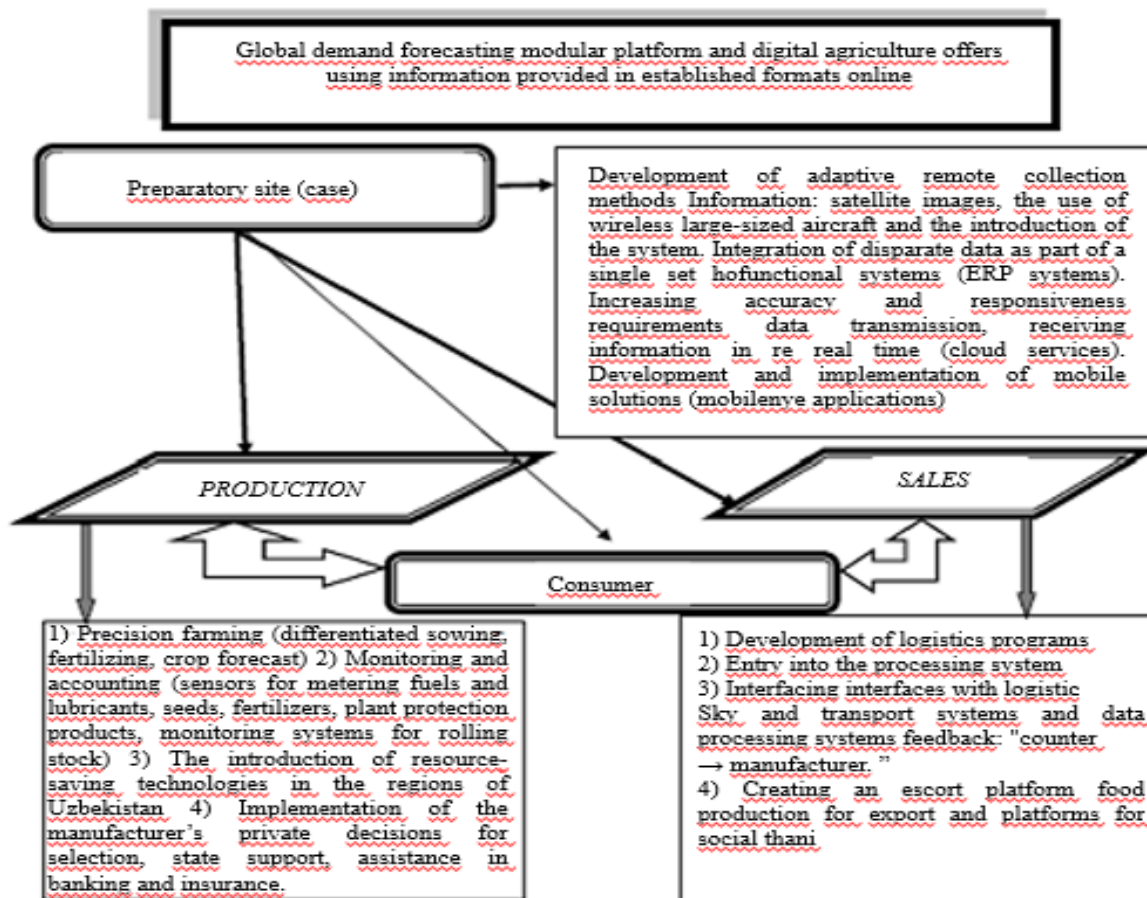 Global demand forecasting modular platform and digital agriculture offers
using information provided in established formats online
Preparatory site (case)
Development of adaptive remote collection
methods Information: satellite images, the use of
wireless large-sized aircraft and the introduction of
the system. Integration of disparate data as part of a
single set hofunctional systems (ERP systems).
Increasing accuracy and responsiveness
requirements data transmission, receiving
information in re real time (cloud services).
Development and implementation of mobile
solutions (mobilenye applications)
PRODUCTION
SALES
Consumer
1) Precision farming (differentiated sowing,
fertilizing, crop forecast) 2) Monitoring and
accounting (sensors for metering fuels and
lubricants, seeds, fertilizers, plant protection
products, monitoring systems for rolling
stock) 3) The introduction of resource-
saving technologies in the regions of
Uzbekistan 4) Implementation of the
manufacturer’s private decisions for
selection, state support, assistance in
banking and insurance.
1) Development of logistics programs
2) Entry into the processing system
3) Interfacing interfaces with logistic
Sky and transport systems and data
processing systems feedback: "counter
→ manufacturer. ”
4) Creating an escort platform food
production for export and platforms for
social thani